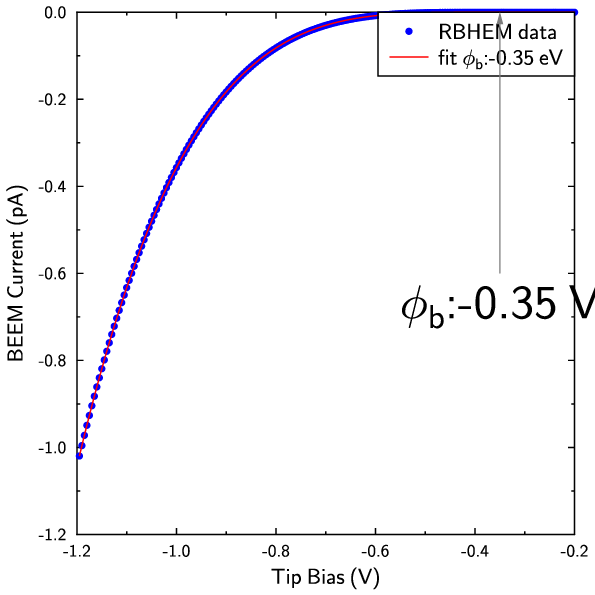 0.0
-0.2
-0.4
-0.6
-0.8
-1.0
-1.2
BEEM Current (pA)
RBHEM data
fit ϕb:-0.35 eV
ϕb:-0.35 V
-1.2 -1.0 -0.8 -0.6 -0.4 -0.2
Tip Bias (V)